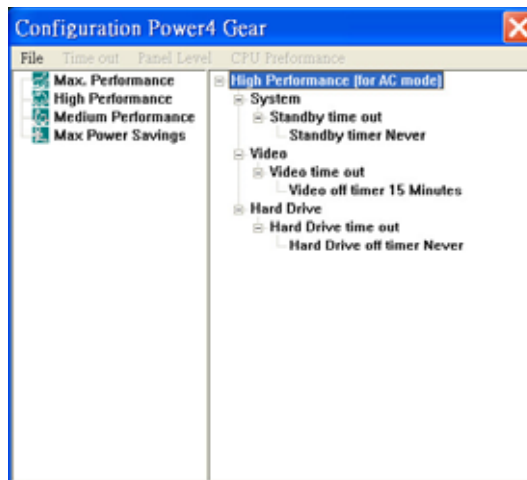 Configuration Power4 Gear
File Time out Panel Level CPU Preformance
Max. Performance
High Performance
Medium Performance
Max Power Savings
High Performance (for AC mode)
System
Standby time out
Standby timer Never
Video
Video time out
Video off timer 15 Minutes
Hard Drive
Hard Drive time out
Hard Drive off timer Never